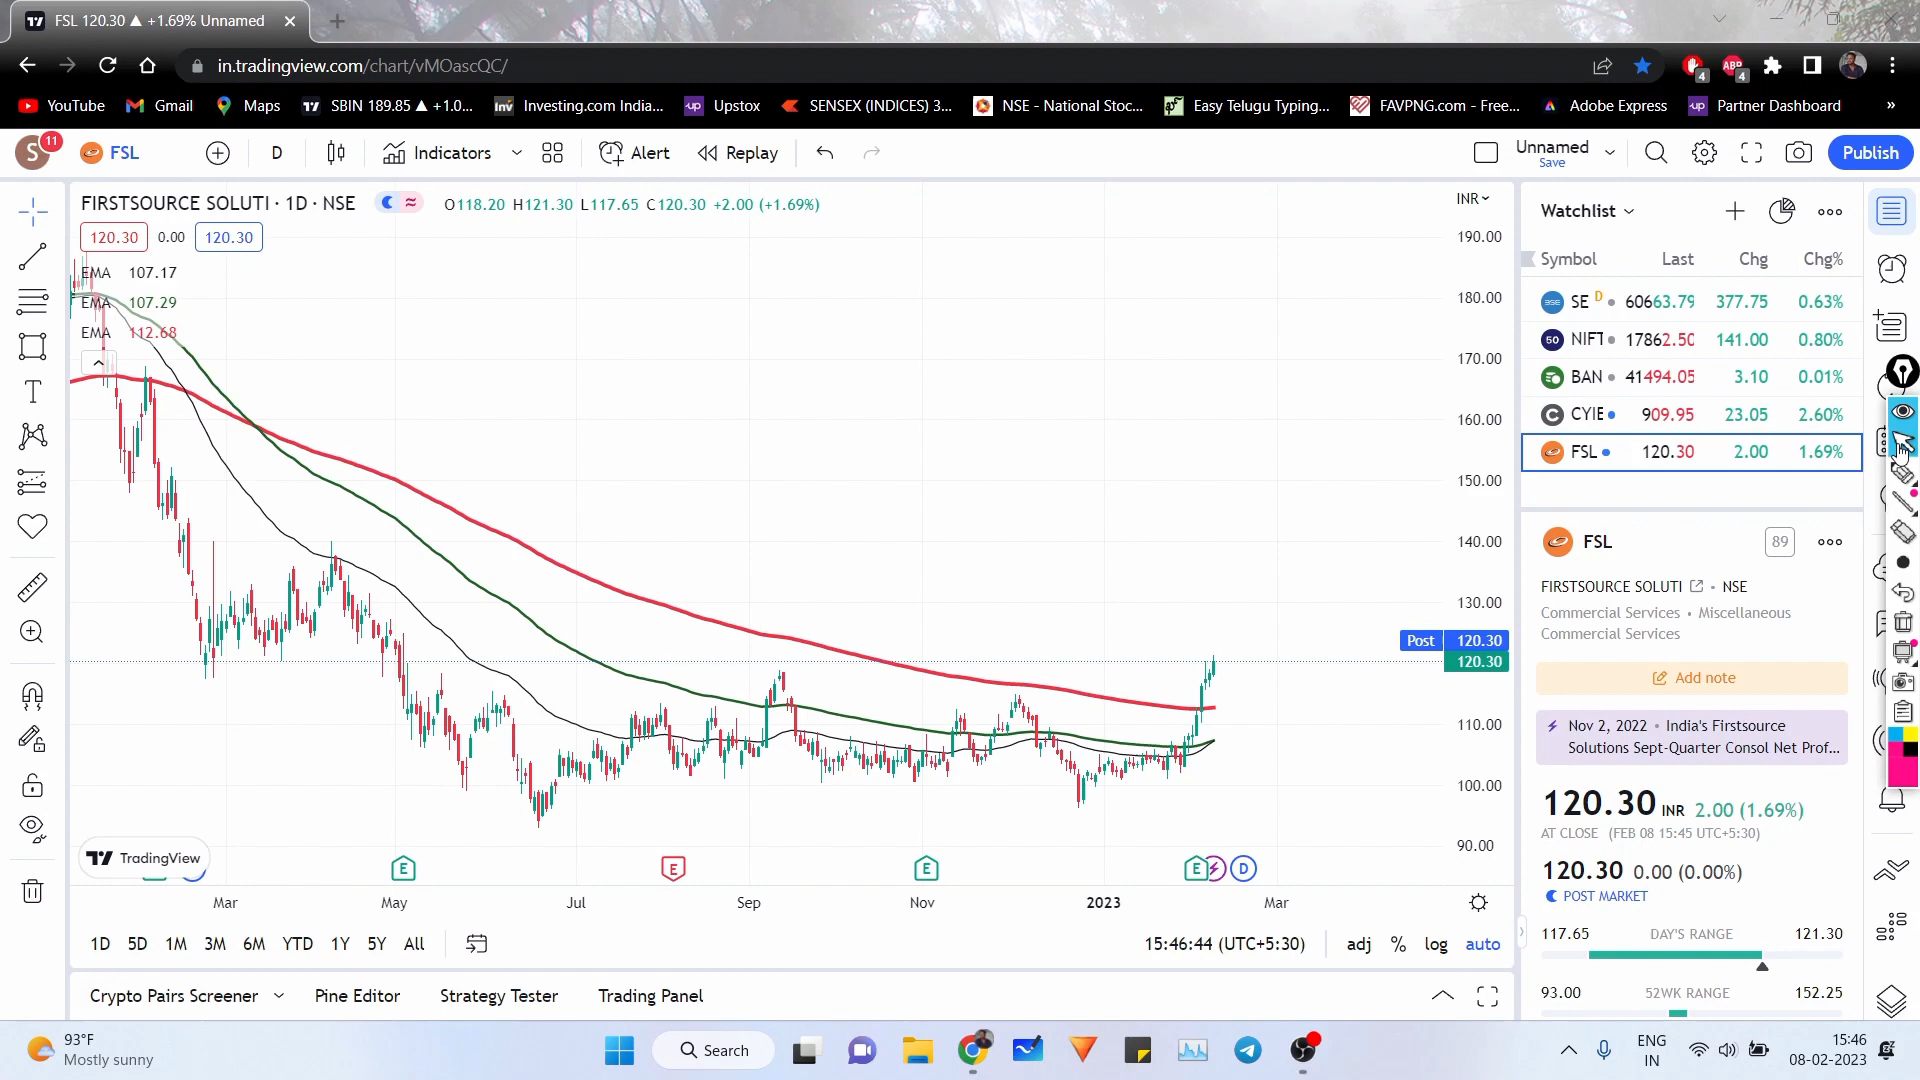 FSL 120.30 ▲ +1.69% Unnamed
in.tradingview.com/chart/vMOascQC/
4
ABP
4
YouTube
Gmail
Maps
SBIN 189.85 ▲ +1.0...
Investing.com India...
Upstox
SENSEX (INDICES) 3...
NSE - National Stoc...
Easy Telugu Typing...
FAVPNG.com - Free...
Adobe Express
Partner Dashboard
»
S
11
FSL
D
Indicators
Alert
Replay
Unnamed
Save
Publish
FIRSTSOURCE SOLUTI · 1D · NSE
O118.20 H121.30 L117.65 C120.30 +2.00 (+1.69%)
120.30 0.00 120.30
EMA 107.17
EMA 107.29
EMA 112.68
INR
190.00
180.00
170.00
160.00
150.00
140.00
130.00
Post 120.30
120.30
110.00
100.00
90.00
TradingView
E
E
E
E
D
Mar
May
Jul
Sep
Nov
2023
Mar
1D 5D 1M 3M 6M YTD 1Y 5Y All
15:46:44 (UTC+5:30)
adj % log auto
Crypto Pairs Screener
Pine Editor
Strategy Tester
Trading Panel
Watchlist
Symbol Last Chg Chg%
SE D 60663.79 377.75 0.63%
50 NIFT 17862.50 141.00 0.80%
BAN 41494.05 3.10 0.01%
CYIE 909.95 23.05 2.60%
FSL 120.30 2.00 1.69%
FSL
89
FIRSTSOURCE SOLUTI · NSE
Commercial Services • Miscellaneous
Commercial Services
Add note
Nov 2, 2022 • India's Firstsource
Solutions Sept-Quarter Consol Net Prof...
120.30 INR 2.00 (1.69%)
AT CLOSE (FEB 08 15:45 UTC+5:30)
120.30 0.00 (0.00%)
POST MARKET
117.65 DAY'S RANGE 121.30
93.00 52WK RANGE 152.25
93°F
Mostly sunny
Search
ENG
IN
15:46
08-02-2023